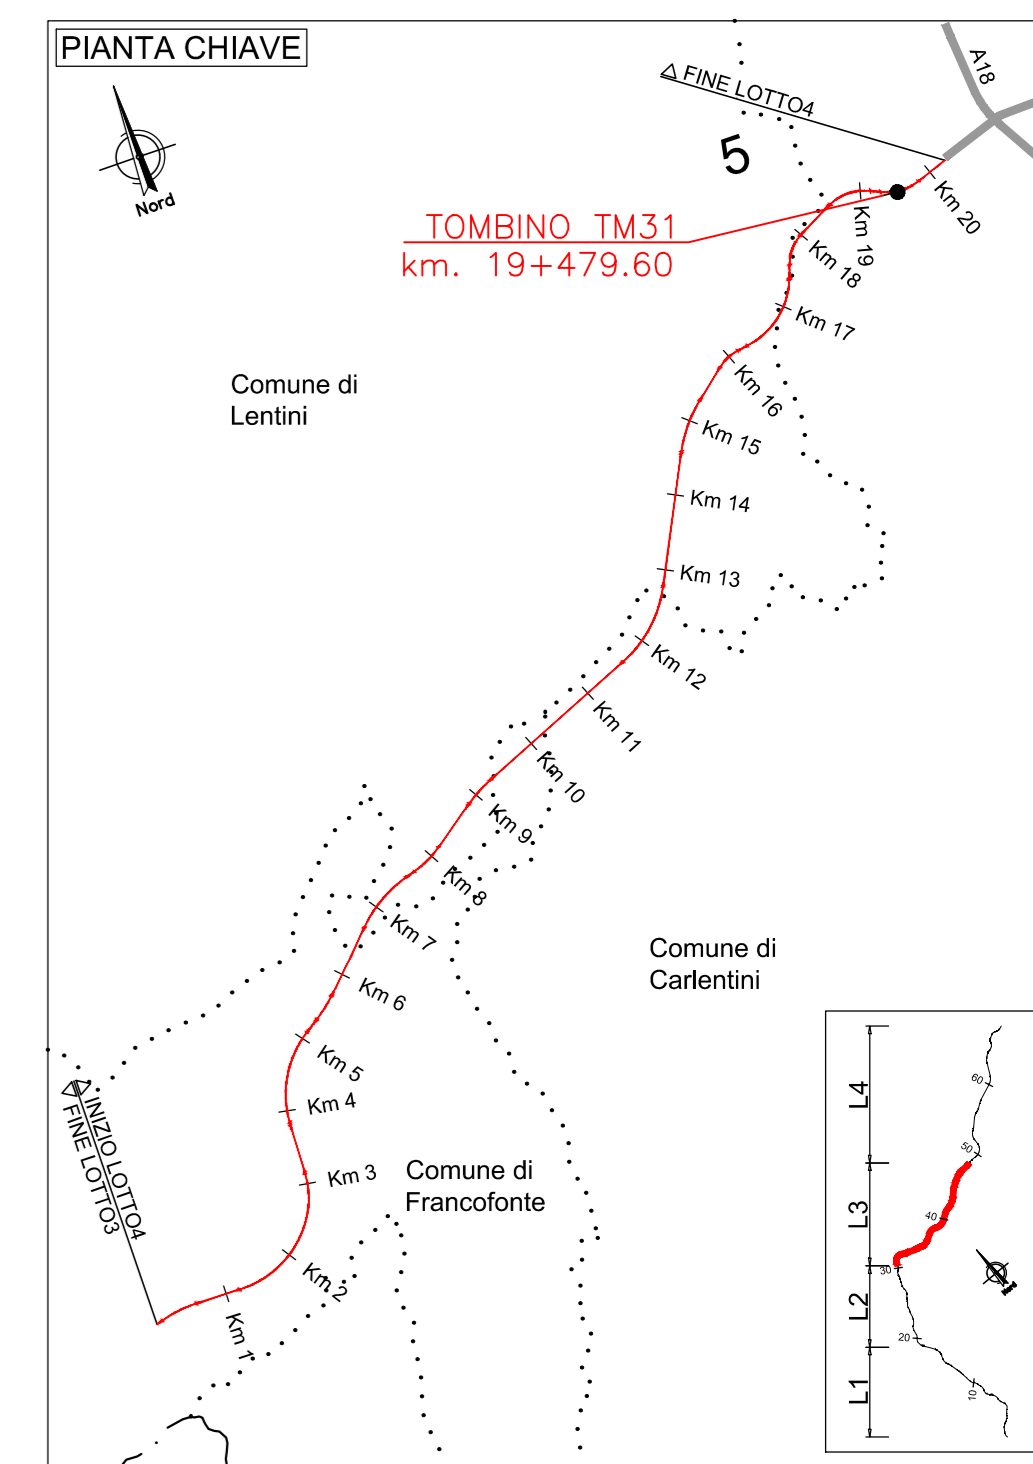 PIANTA CHIAVE
Nord
FINE LOTTO4
A18
5
TOMBINO TM31
km. 19+479.60
Km 20
Km 19
Km 18
Km 17
Km 16
Km 15
Km 14
Km 13
Km 12
Km 11
Km 10
Km 9
Km 8
Km 7
Km 6
Km 5
Km 4
Km 3
Km 2
Km 1
Comune di
Lentini
Comune di
Carlentini
Comune di
Francofonte
INIZIO LOTTO4
FINE LOTTO3
L4
L3
L2
L1
60
50
40
30
20
10
Nord